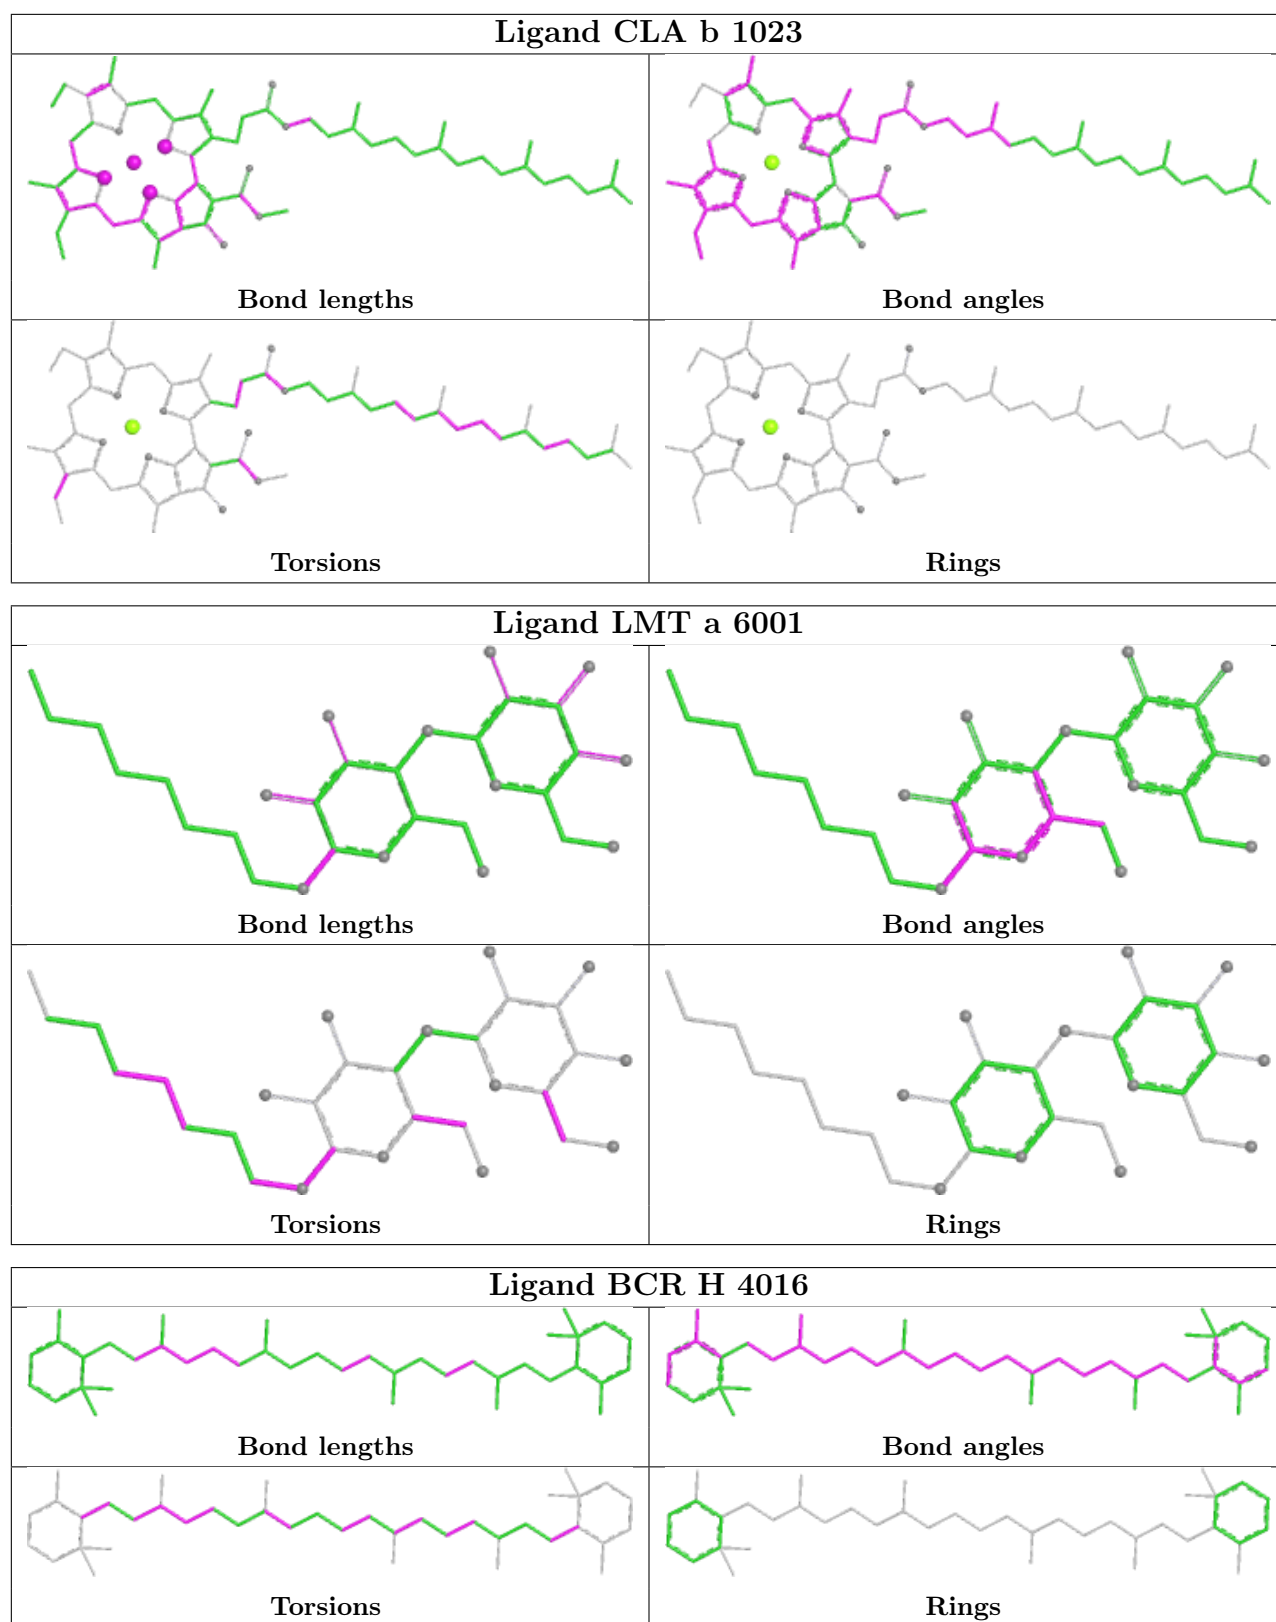 Ligand CLA b 1023
Bond lengths
Bond angles
Torsions
Rings
Ligand LMT a 6001
Bond lengths
Bond angles
Torsions
Rings
Ligand BCR H 4016
Bond lengths
Bond angles
Torsions
Rings